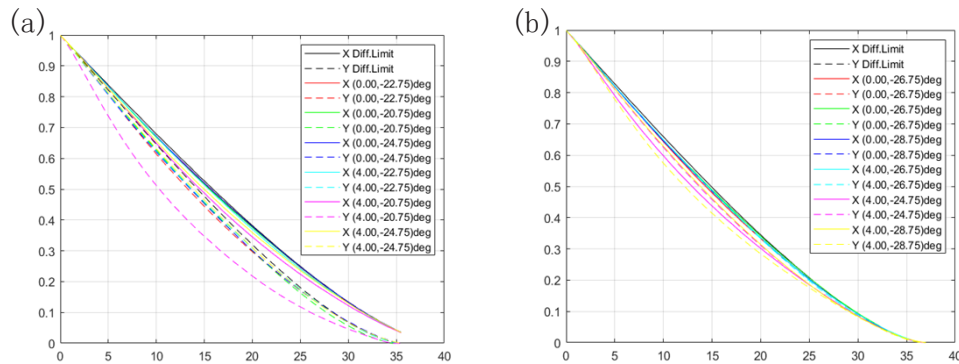 (a)
1
0.9
0.8
0.7
0.6
0.5
0.4
0.3
0.2
0.1
0
0 5 10 15 20 25 30 35 40
X Diff.Limit
Y Diff.Limit
X (0.00,-22.75)deg
Y (0.00,-22.75)deg
X (0.00,-20.75)deg
Y (0.00,-20.75)deg
X (0.00,-24.75)deg
Y (0.00,-24.75)deg
X (4.00,-22.75)deg
Y (4.00,-22.75)deg
X (4.00,-20.75)deg
Y (4.00,-20.75)deg
X (4.00,-24.75)deg
Y (4.00,-24.75)deg
(b)
1
0.9
0.8
0.7
0.6
0.5
0.4
0.3
0.2
0.1
0
0 5 10 15 20 25 30 35 40
X Diff.Limit
Y Diff.Limit
X (0.00,-26.75)deg
Y (0.00,-26.75)deg
X (0.00,-26.75)deg
Y (0.00,-26.75)deg
X (0.00,-28.75)deg
Y (0.00,-28.75)deg
X (4.00,-26.75)deg
Y (4.00,-26.75)deg
X (4.00,-24.75)deg
Y (4.00,-24.75)deg
X (4.00,-28.75)deg
Y (4.00,-28.75)deg